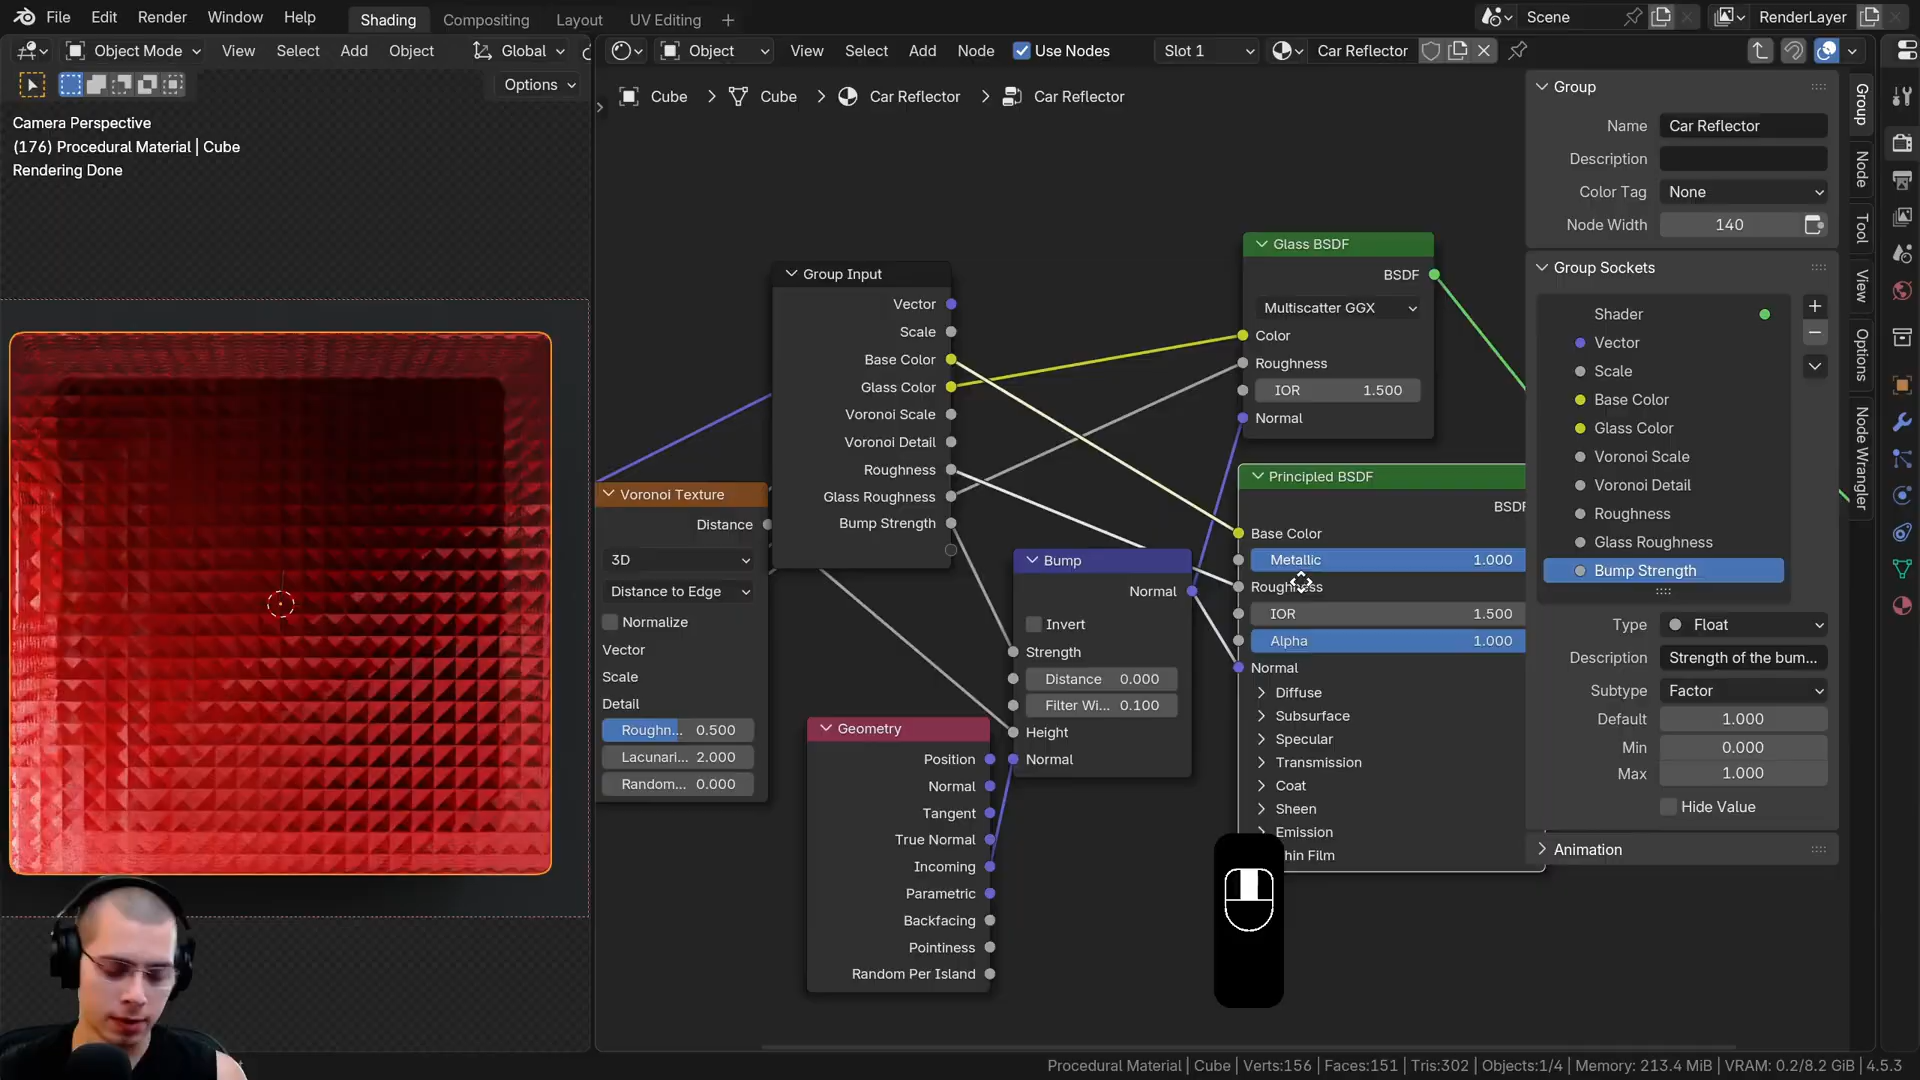 File Edit Render Window Help Shading Compositing Layout UV Editing + Scene RenderLayer
Object Mode View Select Add Object Global Object View Select Add Node Use Nodes Slot 1 Car Reflector
Options
Cube > Cube > Car Reflector > Car Reflector
Camera Perspective
(176) Procedural Material | Cube
Rendering Done
Group Input
Vector
Scale
Base Color
Glass Color
Voronoi Scale
Voronoi Detail
Roughness
Glass Roughness
Bump Strength
Voronoi Texture
Distance
3D
Distance to Edge
Normalize
Vector
Scale
Detail
Roughn... 0.500
Lacunari... 2.000
Random... 0.000
Geometry
Position
Normal
Tangent
True Normal
Incoming
Parametric
Backfacing
Pointiness
Random Per Island
Bump
Normal
Invert
Strength
Distance 0.000
Filter Wi... 0.100
Height
Normal
Glass BSDF
BSDF
Multiscatter GGX
Color
Roughness
IOR 1.500
Normal
Principled BSDF
BSDF
Base Color
Metallic 1.000
Roughness
IOR 1.500
Alpha 1.000
Normal
Diffuse
Subsurface
Specular
Transmission
Coat
Sheen
Emission
hin Film
Group
Name Car Reflector
Description
Color Tag None
Node Width 140
Group Sockets
Shader
Vector
Scale
Base Color
Glass Color
Voronoi Scale
Voronoi Detail
Roughness
Glass Roughness
Bump Strength
Type Float
Description Strength of the bum...
Subtype Factor
Default 1.000
Min 0.000
Max 1.000
Hide Value
Animation
Group
Node
Tool
View
Options
Node Wrangler
Procedural Material | Cube | Verts:156 | Faces:151 | Tris:302 | Objects:1/4 | Memory: 213.4 MiB | VRAM: 0.2/8.2 GiB | 4.5.3